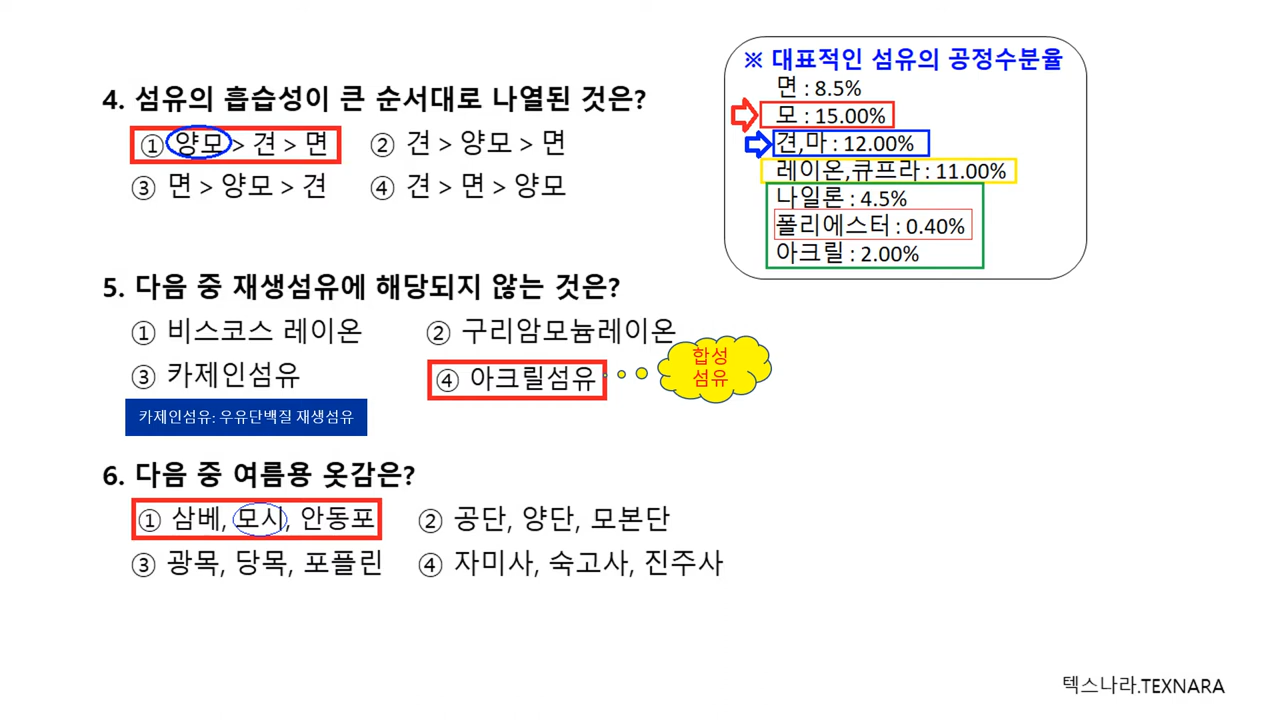 4. 섬유의 흡습성이 큰 순서대로 나열된 것은?
① 양모 > 견 > 면 ② 견 > 양모 > 면
③ 면 > 양모 > 견 ④ 견 > 면 > 양모
※ 대표적인 섬유의 공정수분율
면 : 8.5%
모 : 15.00%
견,마 : 12.00%
레이온,큐프라 : 11.00%
나일론 : 4.5%
폴리에스터 : 0.40%
아크릴 : 2.00%
5. 다음 중 재생섬유에 해당되지 않는 것은?
① 비스코스 레이온 ② 구리암모늄레이온
③ 카제인섬유 ④ 아크릴섬유
합성
섬유
카제인섬유: 우유단백질 재생섬유
6. 다음 중 여름용 옷감은?
① 삼베, 모시, 안동포 ② 공단, 양단, 모본단
③ 광목, 당목, 포플린 ④ 자미사, 숙고사, 진주사
텍스나라.TEXNARA